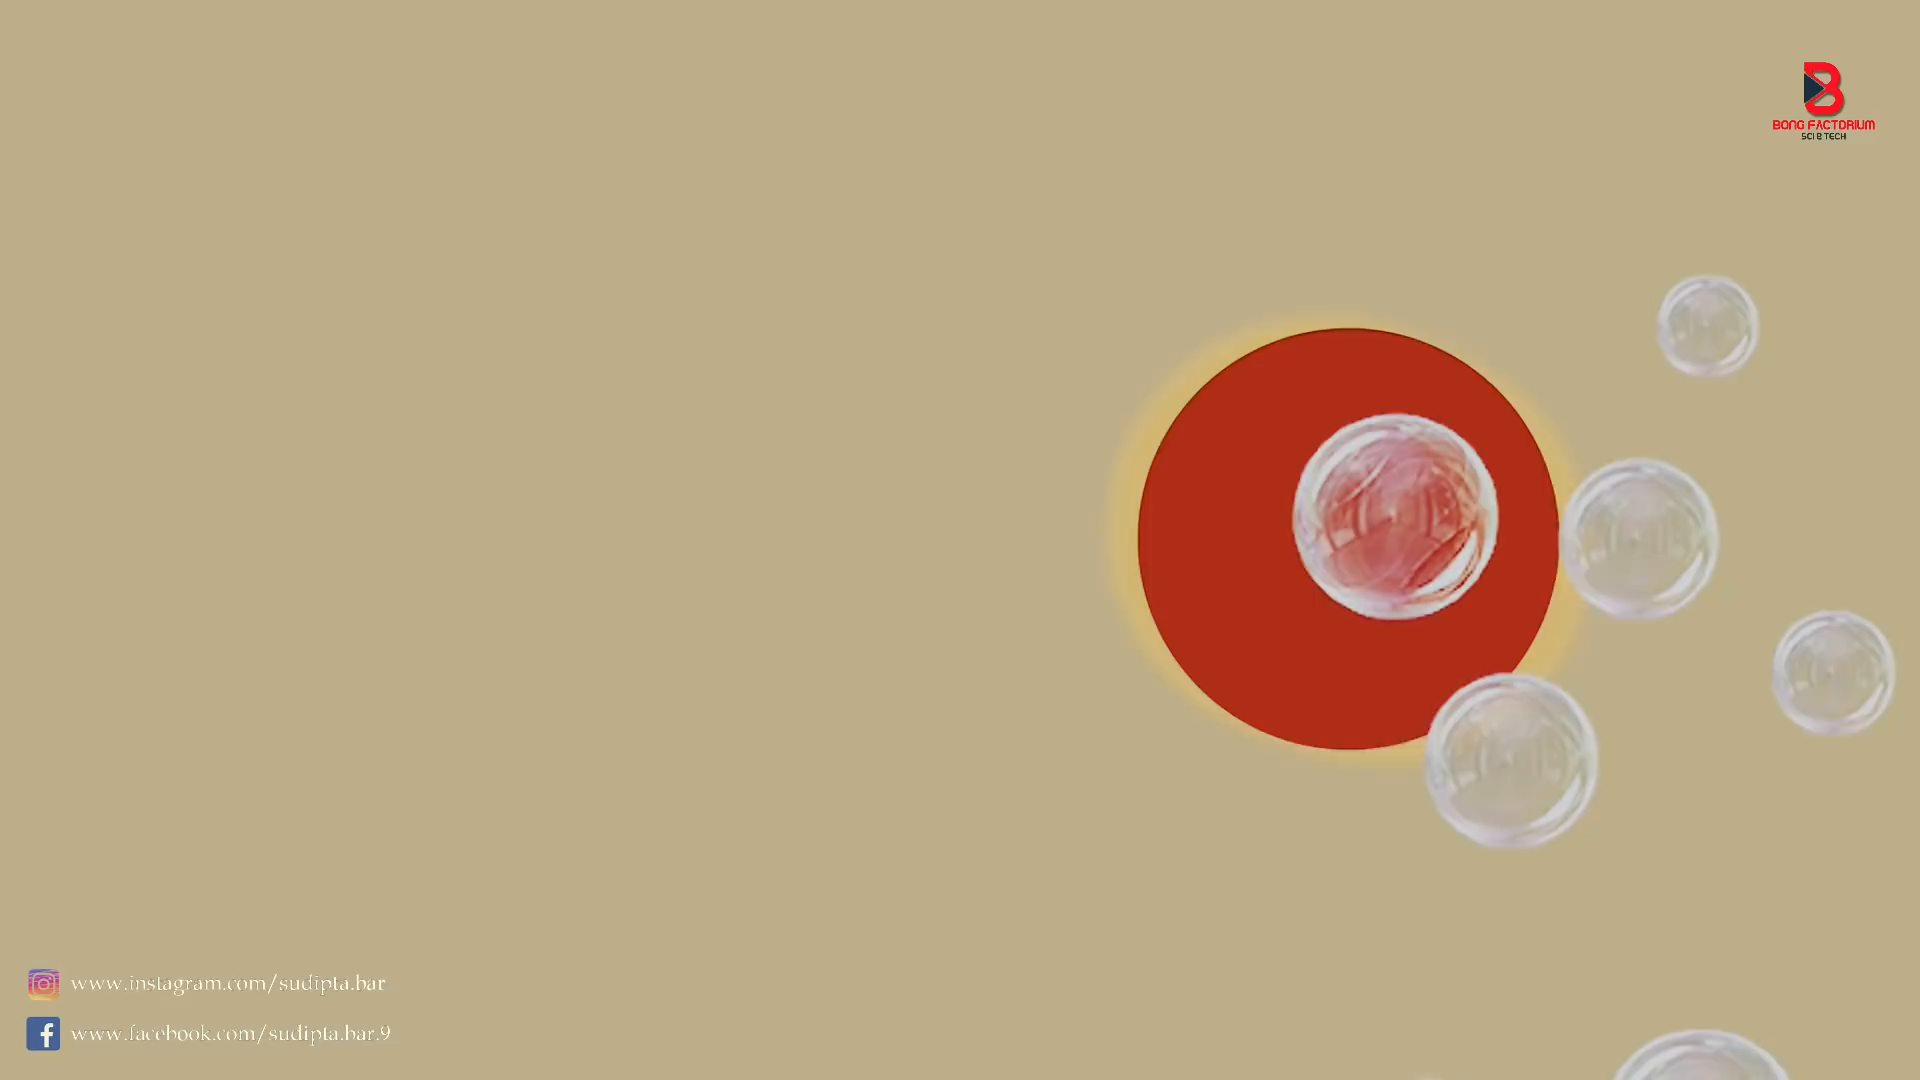 BONG FACTORIUM
SCI & TECH
www.instagram.com/sudipta.bar
www.facebook.com/sudipta.bar.9